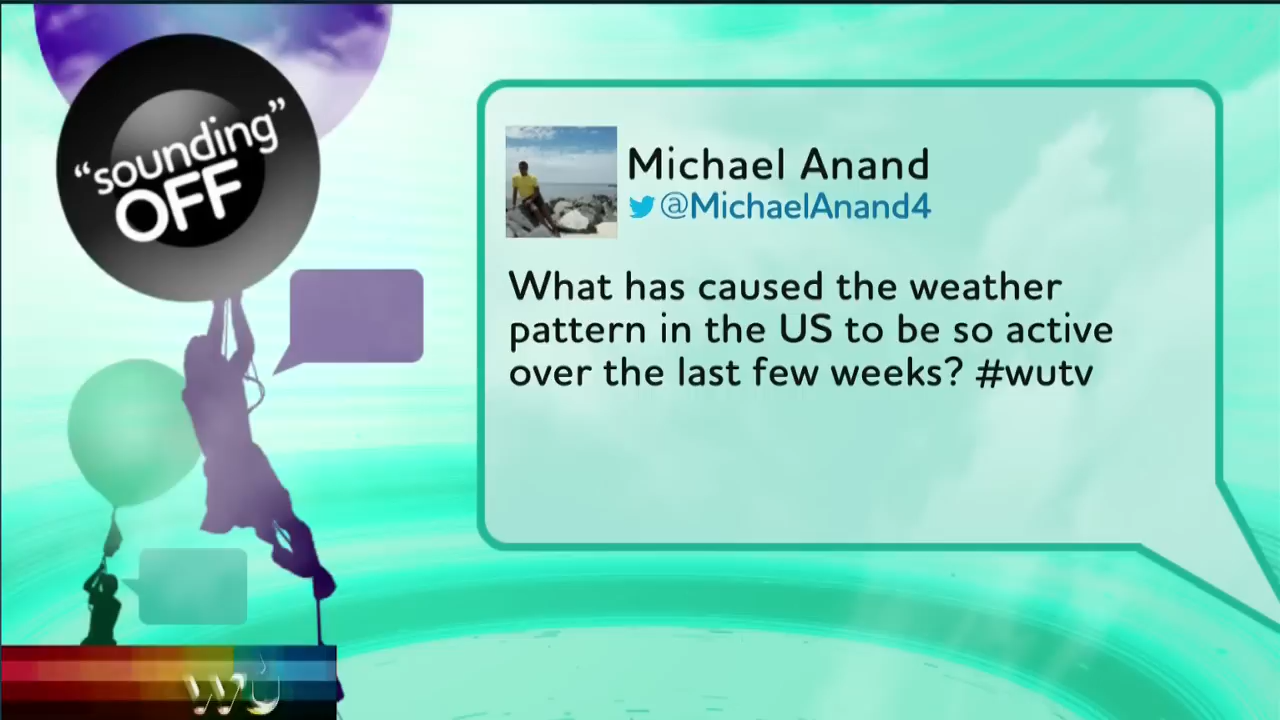 “sounding”
OFF
Michael Anand
@MichaelAnand4
What has caused the weather
pattern in the US to be so active
over the last few weeks? #wutv
wu